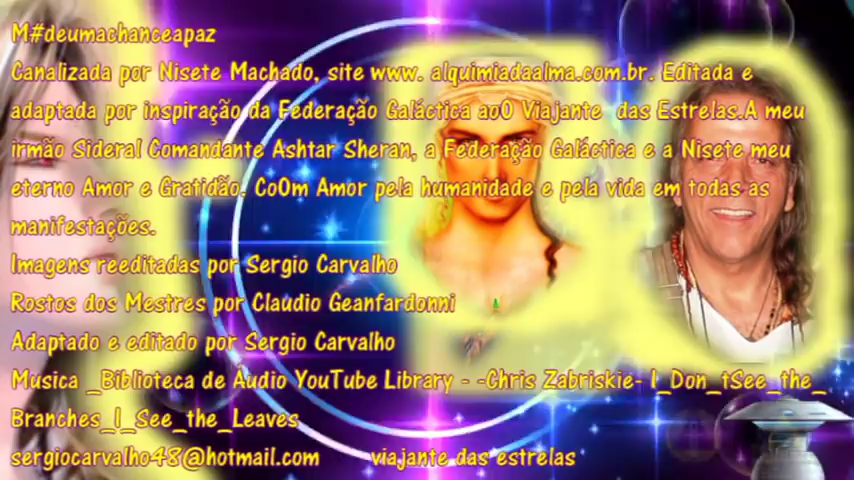 M#deumachanceapaz
Canalizada por Nisete Machado, site www. alquimiadaalma.com.br. Editada e
adaptada por inspiração da Federação Galáctica aoO Viajante das Estrelas.A meu
irmão Sideral Comandante Ashtar Sheran, a Federação Galáctica e a Nisete meu
eterno Amor e Gratidão. CoOm Amor pela humanidade e pela vida em todas as
manifestações.
Imagens reeditadas por Sergio Carvalho
Rostos dos Mestres por Claudio Geanfardonni
Adaptado e editado por Sergio Carvalho
Musica _Biblioteca de Áudio YouTube Library - -Chris Zabriskie- I_Don_tSee_the_
Branches_I_See_the_Leaves
sergiocarvalho48@hotmail.com viajante das estrelas